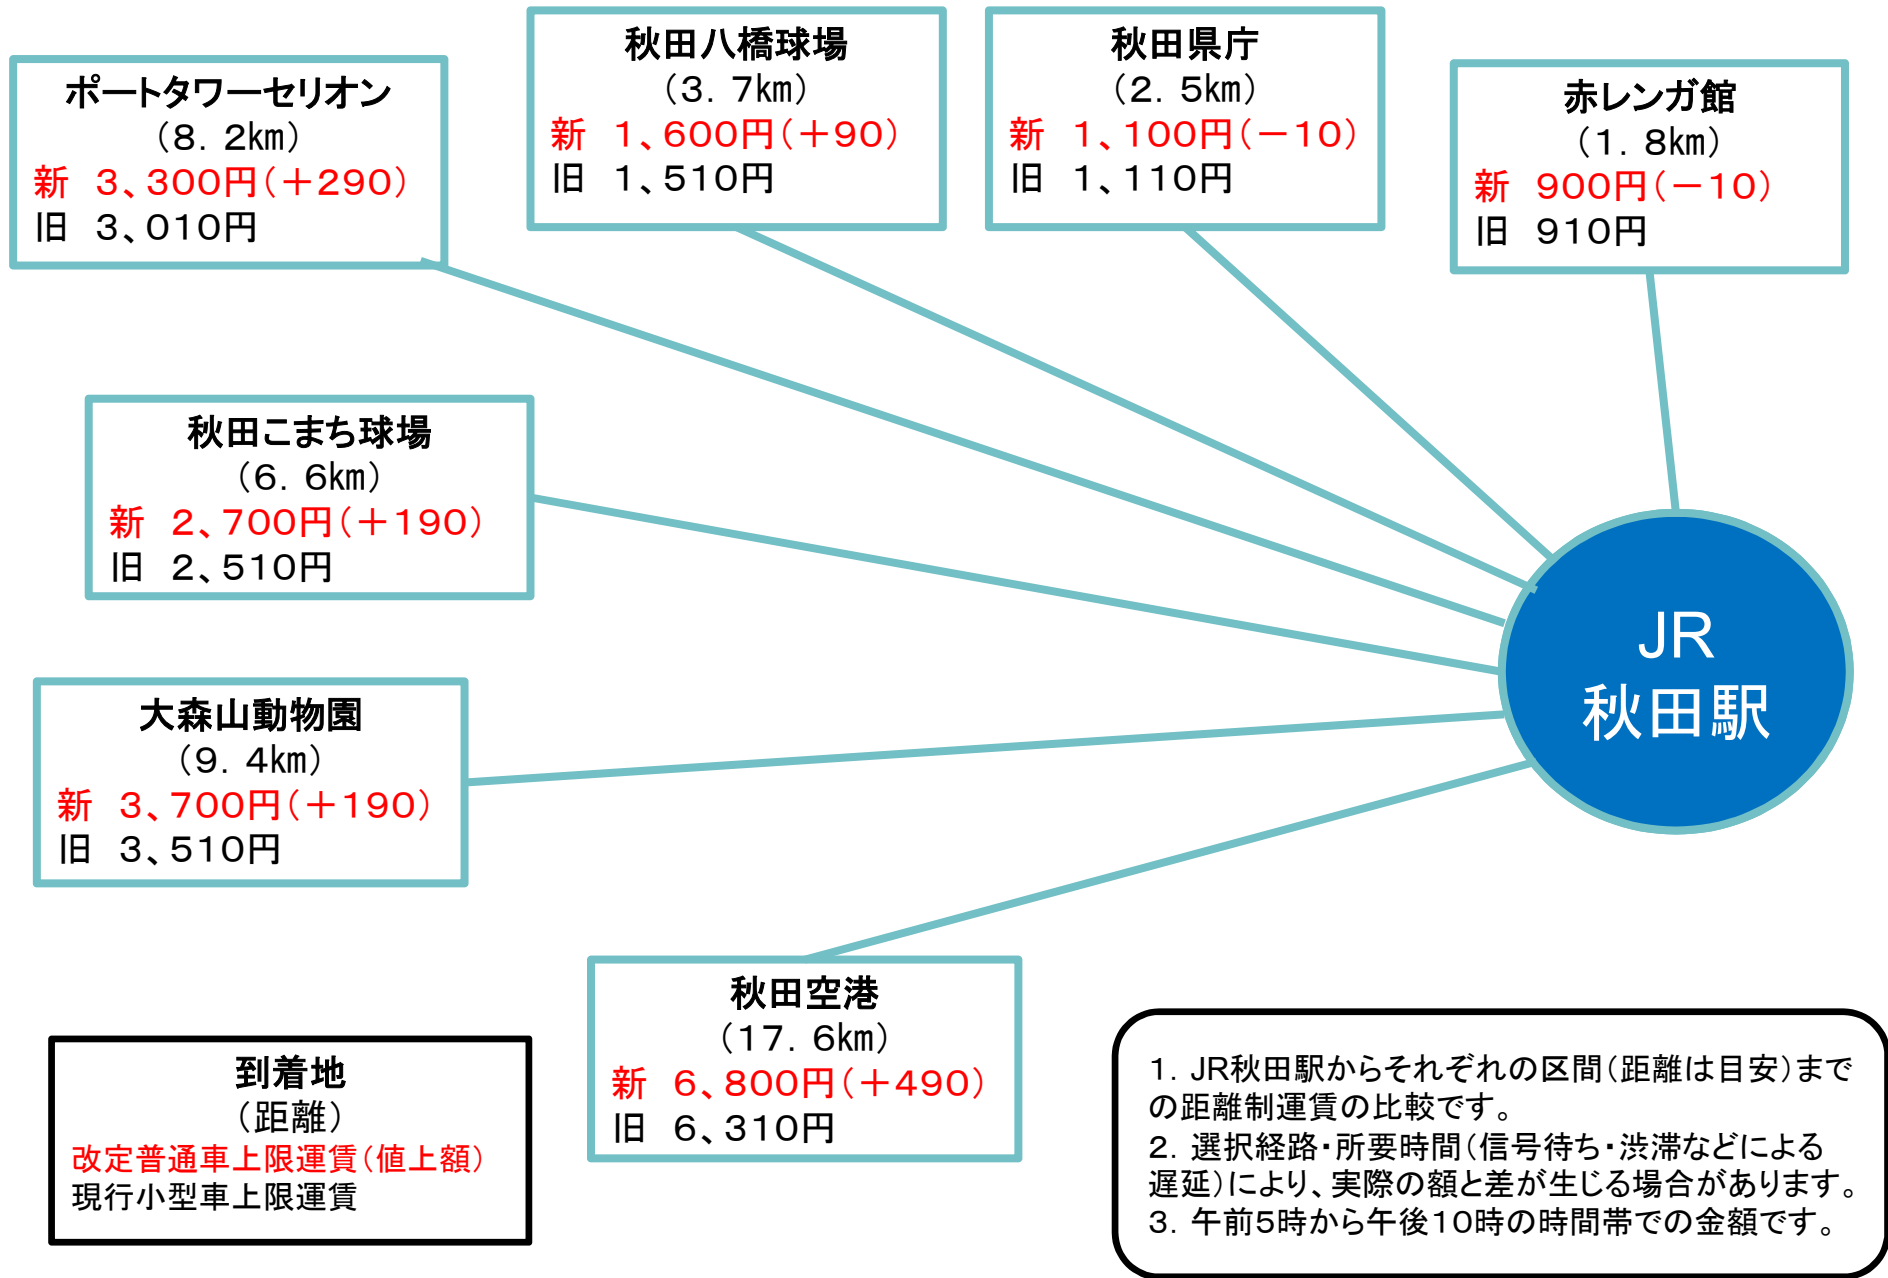 ポートタワーセリオン
(8．2㎞)
新　3、300円(＋290)
旧　3、010円
秋田八橋球場
(3．7㎞)
新　1、600円(＋90)
旧　1、510円
秋田県庁
(2．5㎞)
新　1、100円(－10)
旧　1、110円
赤レンガ館
(1．8㎞)
新　900円(－10)
旧　910円
秋田こまち球場
(6．6㎞)
新　2、700円(＋190)
旧　2、510円
JR
秋田駅
大森山動物園
(9．4㎞)
新　3、700円(＋190)
旧　3、510円
秋田空港
(17．6㎞)
新　6、800円(＋490)
旧　6、310円
到着地
(距離)
改定普通車上限運賃(値上額)
現行小型車上限運賃
1．JR秋田駅からそれぞれの区間(距離は目安)まで
の距離制運賃の比較です。
2．選択経路・所要時間(信号待ち・渋滞などによる
遅延)により、実際の額と差が生じる場合があります。
3．午前5時から午後10時の時間帯での金額です。